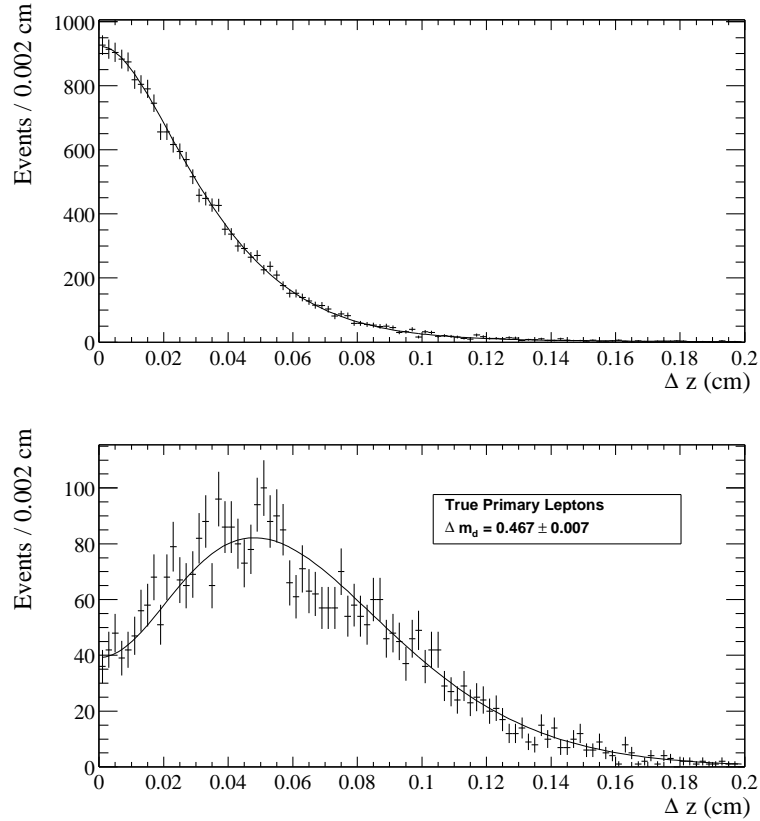 Events / 0.002 cm
1000
800
600
400
200
0
0 0.02 0.04 0.06 0.08 0.1 0.12 0.14 0.16 0.18 0.2
Δ z (cm)
Events / 0.002 cm
100
80
60
40
20
0
True Primary Leptons
Δ m_d = 0.467 ± 0.007
0 0.02 0.04 0.06 0.08 0.1 0.12 0.14 0.16 0.18 0.2
Δ z (cm)